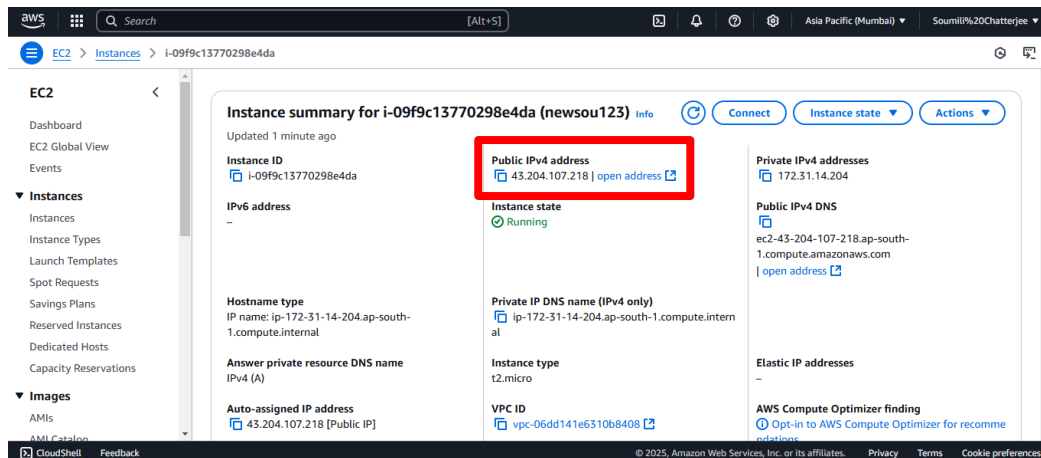 aws
Search
[Alt+S]
Asia Pacific (Mumbai)
Soumili%20Chatterjee
EC2 > Instances > i-09f9c13770298e4da
EC2
Dashboard
EC2 Global View
Events
Instances
Instances
Instance Types
Launch Templates
Spot Requests
Savings Plans
Reserved Instances
Dedicated Hosts
Capacity Reservations
Images
AMIs
AMI Catalog
Instance summary for i-09f9c13770298e4da (newsou123) Info
Connect
Instance state
Actions
Updated 1 minute ago
Instance ID
i-09f9c13770298e4da
Public IPv4 address
43.204.107.218 | open address
Private IPv4 addresses
172.31.14.204
IPv6 address
–
Instance state
Running
Public IPv4 DNS
ec2-43-204-107-218.ap-south-
1.compute.amazonaws.com
| open address
Hostname type
IP name: ip-172-31-14-204.ap-south-
1.compute.internal
Private IP DNS name (IPv4 only)
ip-172-31-14-204.ap-south-1.compute.intern
al
Answer private resource DNS name
IPv4 (A)
Instance type
t2.micro
Elastic IP addresses
–
Auto-assigned IP address
43.204.107.218 [Public IP]
VPC ID
vpc-06dd141e6310b8408
AWS Compute Optimizer finding
Opt-in to AWS Compute Optimizer for recomme
ndations
CloudShell
Feedback
© 2025, Amazon Web Services, Inc. or its affiliates.
Privacy
Terms
Cookie preferences